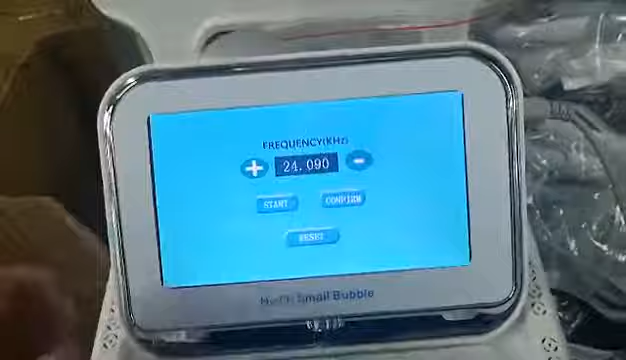 FREQUENCY(KHz)
+ 24.090 -
START CONFIRM
RESET
Small Bubble